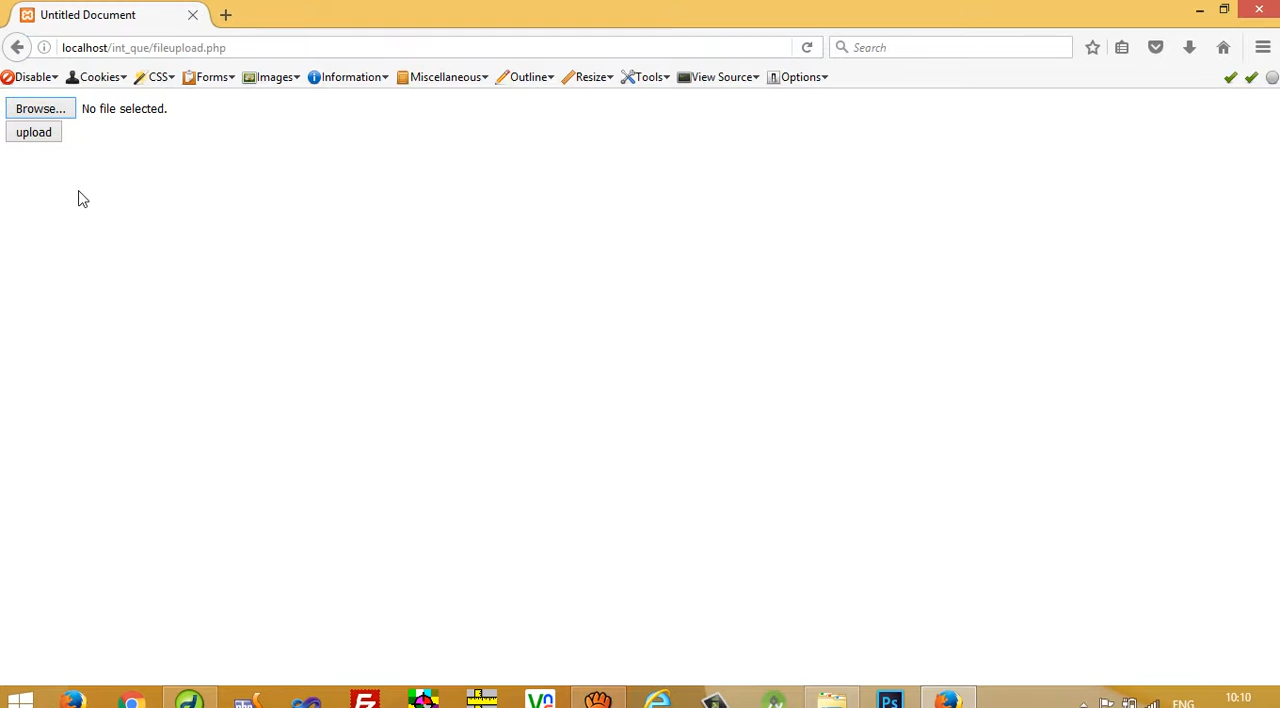 Untitled Document
localhost/int_que/fileupload.php
Search
Disable Cookies CSS Forms Images Information Miscellaneous Outline Resize Tools View Source Options
Browse... No file selected.
upload
Ps
10:10
ENG